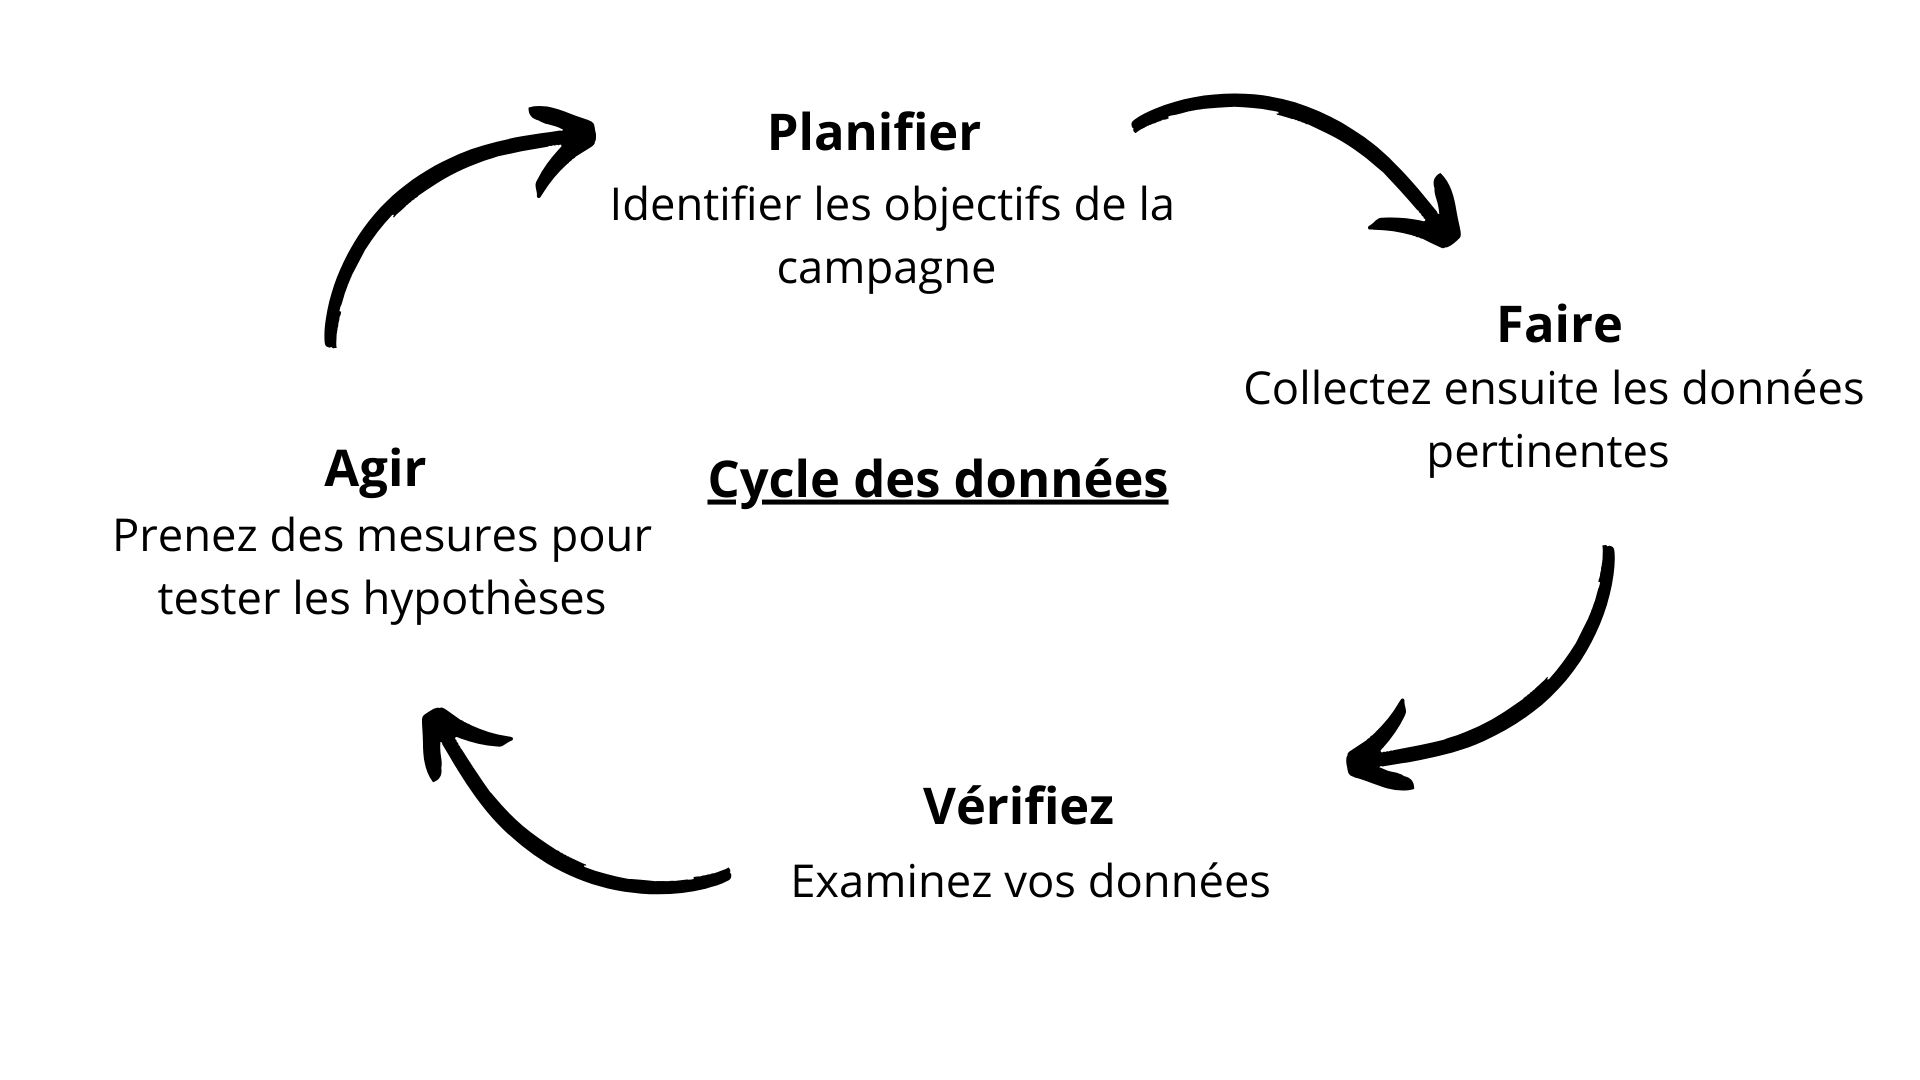 Planifier
Identifier les objectifs de la
campagne
Faire
Collectez ensuite les données
pertinentes
Agir
Prenez des mesures pour
tester les hypothèses
Cycle des données
Vérifiez
Examinez vos données